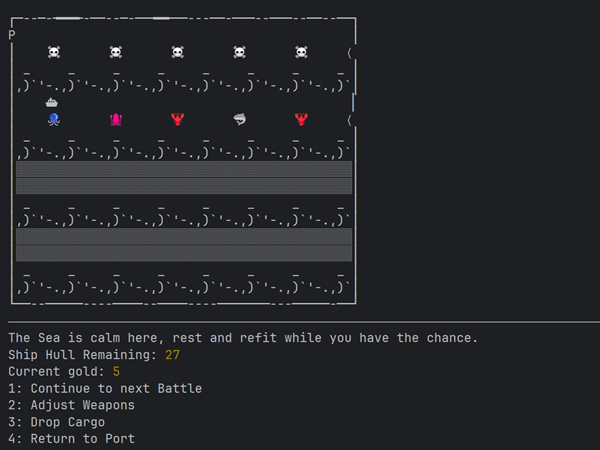 P
The Sea is calm here, rest and refit while you have the chance.
Ship Hull Remaining: 27
Current gold: 5
1: Continue to next Battle
2: Adjust Weapons
3: Drop Cargo
4: Return to Port